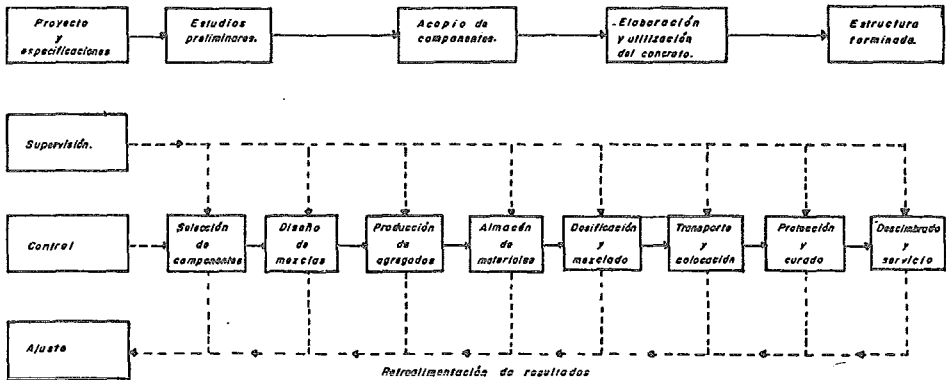 Proyecto
y
especificaciones
Estudios
preliminares.
Acopio de
componentes.
Elaboración
y utilización
del concreto.
Estructura
terminada.
Supervisión.
Control
Selección
de
componentes
Diseño
de
mezclas
Producción
de
agregados
Almacén
de
materiales
Dosificación
y
mezclado
Transporte
y
colocación
Protección
y
curado
Descimbrado
y
servicio
Ajuste
Retroalimentación de resultados